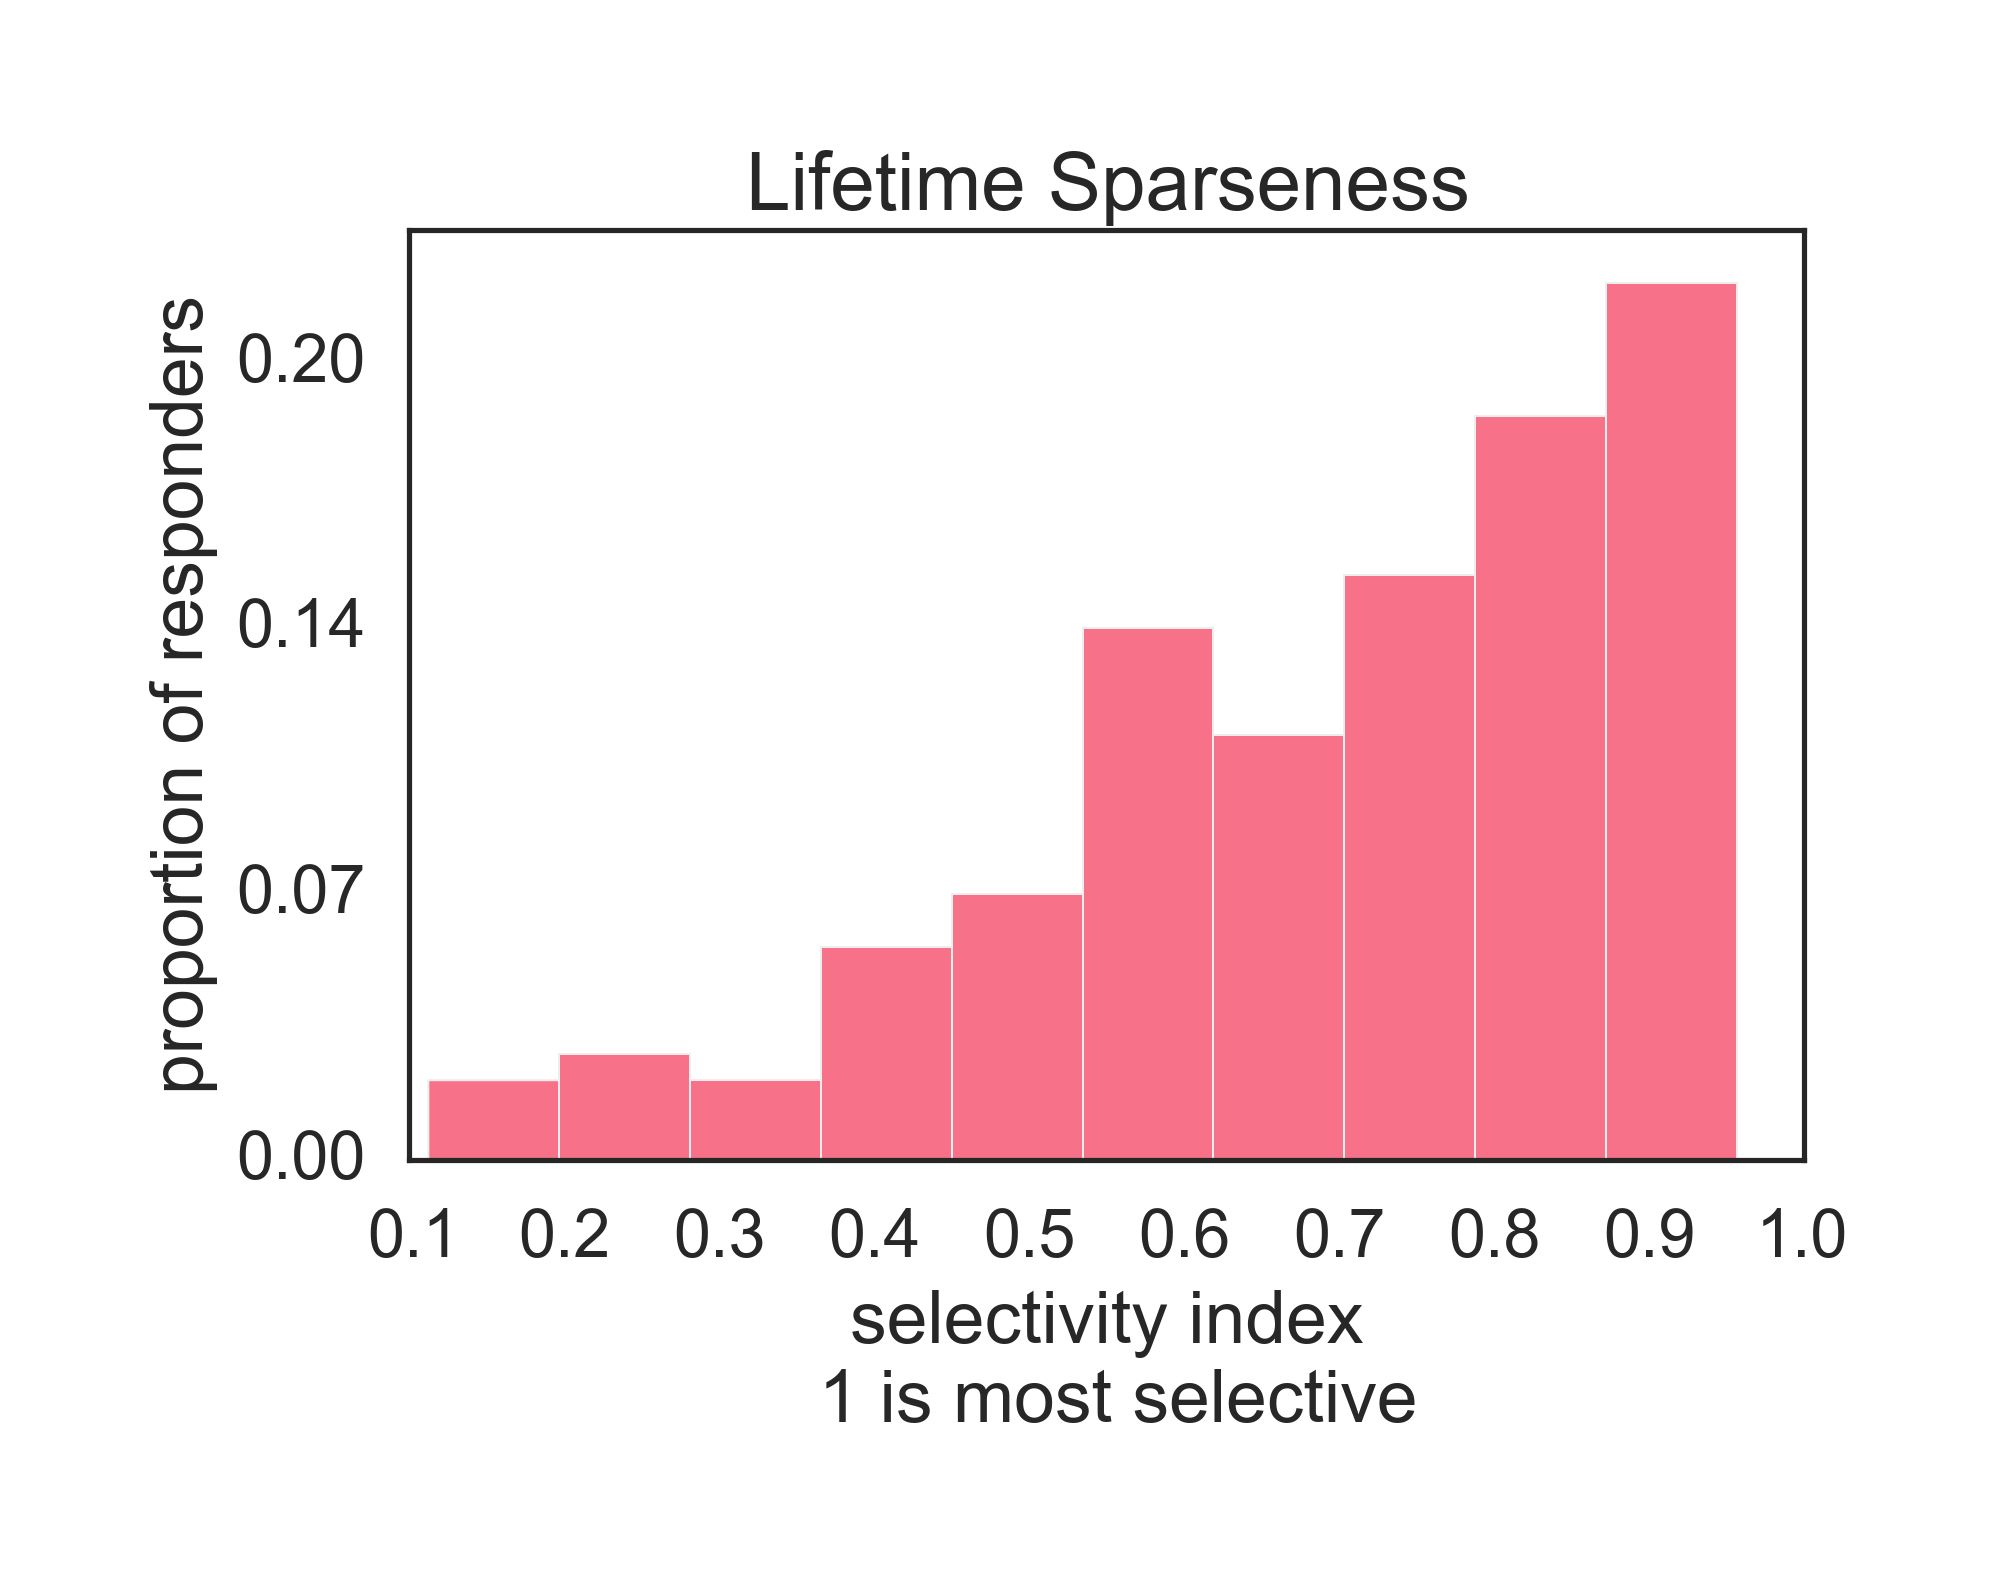 Lifetime Sparseness
proportion of responders
0.20
0.14
0.07
0.00
0.1 0.2 0.3 0.4 0.5 0.6 0.7 0.8 0.9 1.0
selectivity index
1 is most selective